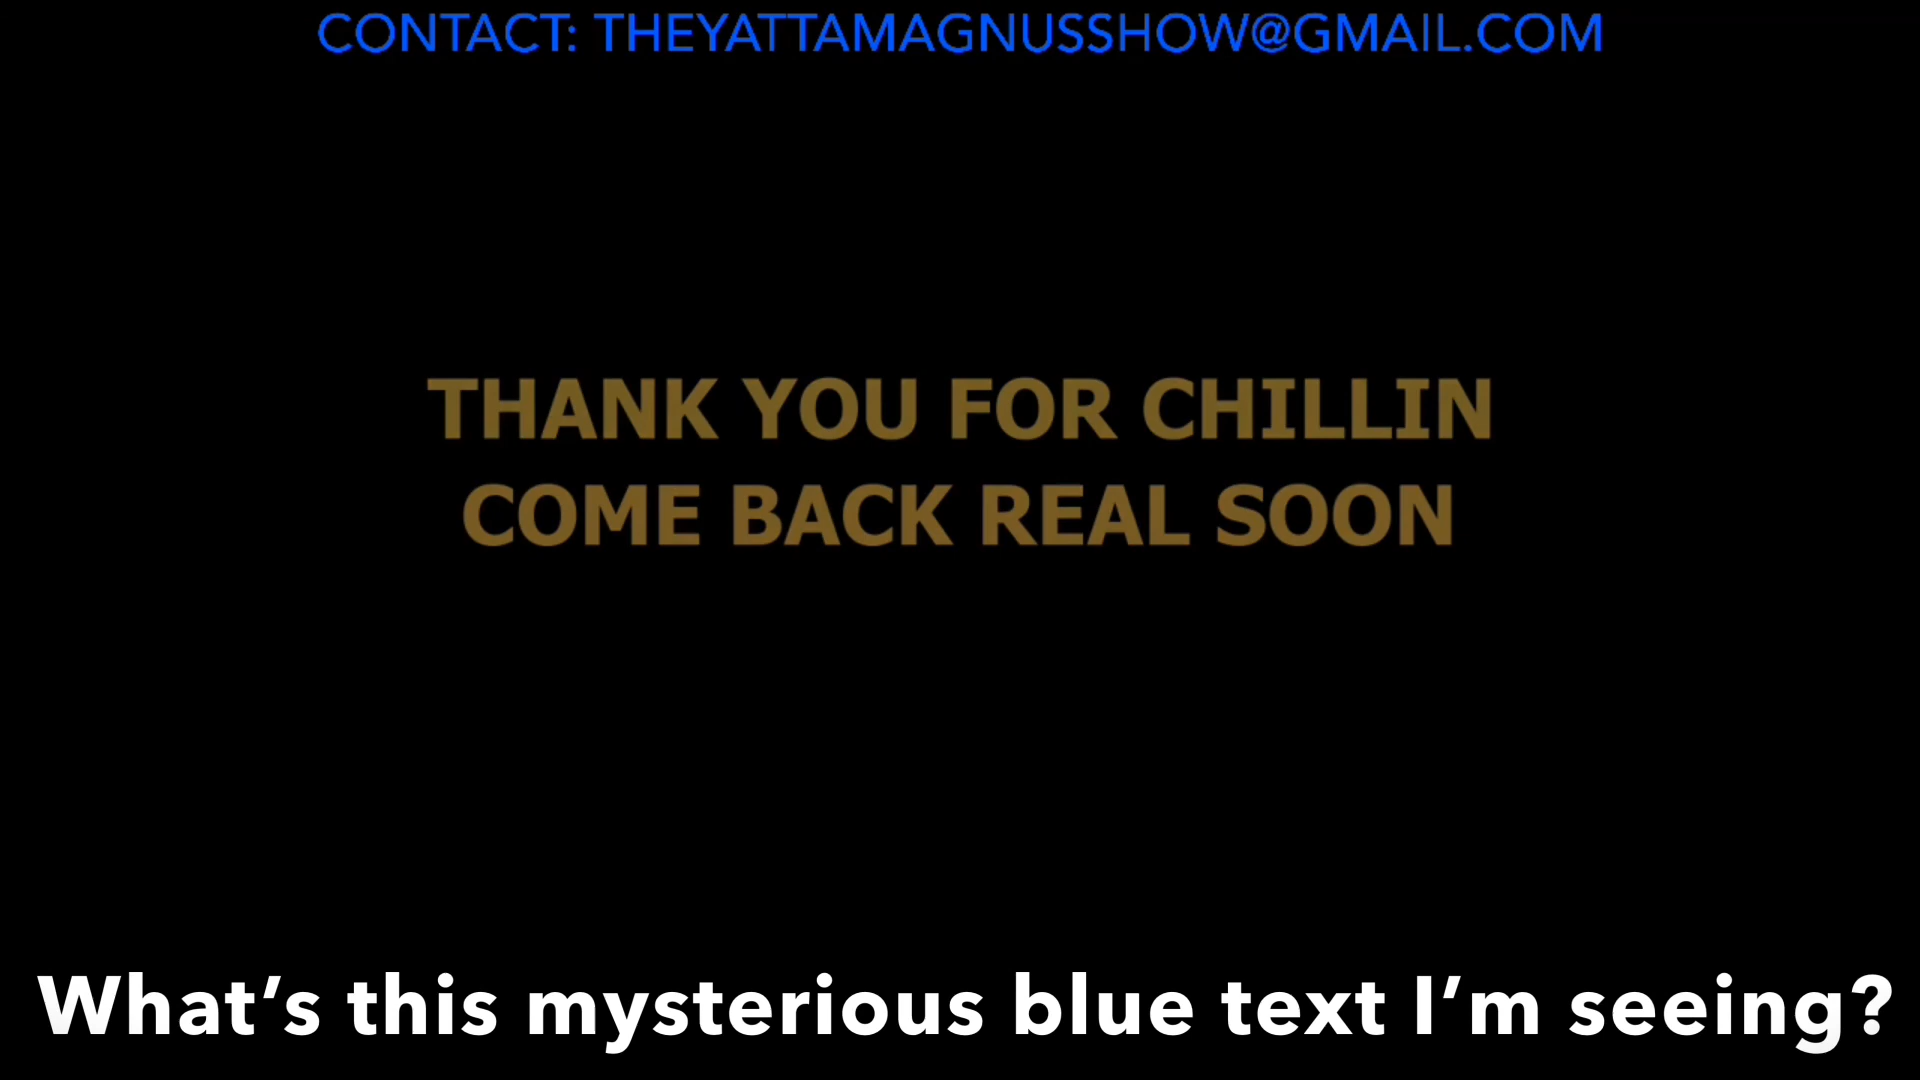 CONTACT: THEYATTAMAGNUSSHOW@GMAIL.COM
THANK YOU FOR CHILLIN
COME BACK REAL SOON
What’s this mysterious blue text I’m seeing?